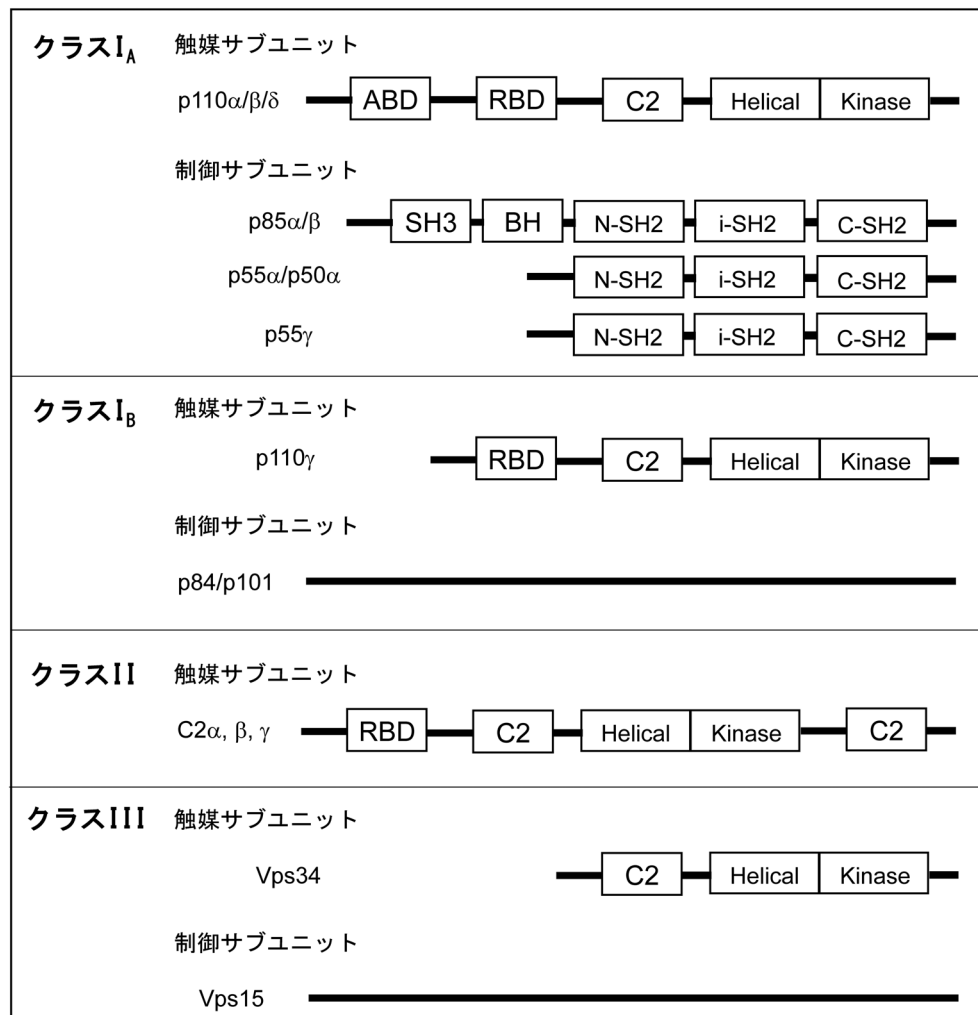 クラスI_A 触媒サブユニット
p110α/β/δ ABD RBD C2 Helical Kinase
制御サブユニット
p85α/β SH3 BH N-SH2 i-SH2 C-SH2
p55α/p50α N-SH2 i-SH2 C-SH2
p55γ N-SH2 i-SH2 C-SH2
クラスI_B 触媒サブユニット
p110γ RBD C2 Helical Kinase
制御サブユニット
p84/p101
クラスII 触媒サブユニット
C2α, β, γ RBD C2 Helical Kinase C2
クラスIII 触媒サブユニット
Vps34 C2 Helical Kinase
制御サブユニット
Vps15